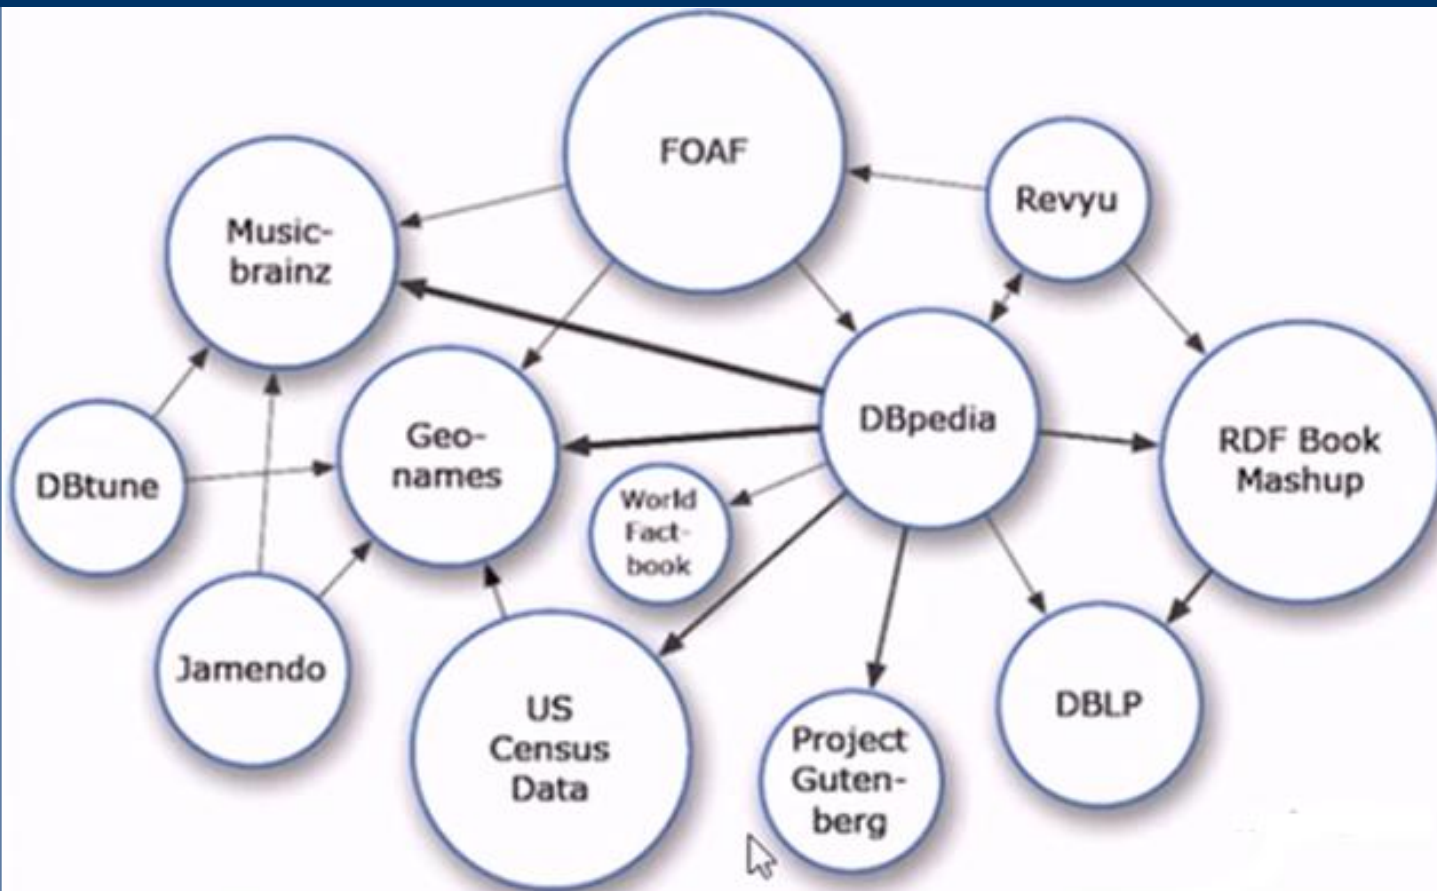 FOAF
Revyu
Music-
brainz
DBpedia
Geo-
names
RDF Book
Mashup
DBtune
World
Fact-
book
Jamendo
US
Census
Data
Project
Guten-
berg
DBLP